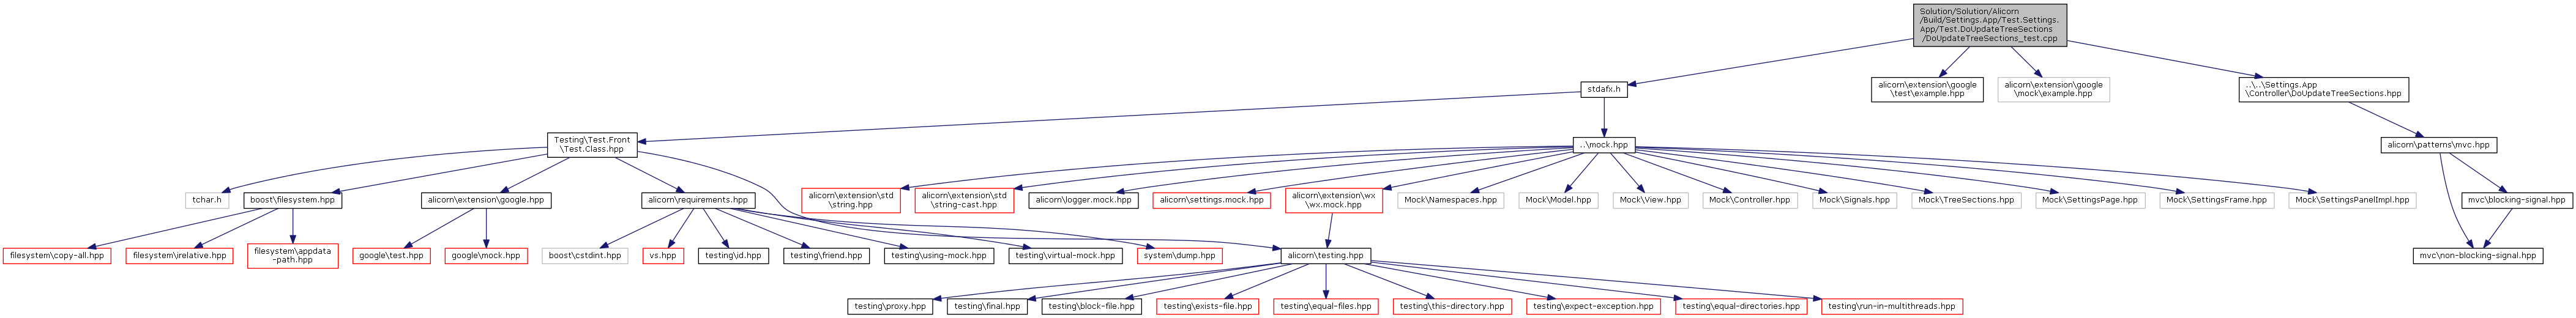 Solution/Solution/Alicorn
/Build/Settings.App/Test.Settings.
App/Test.DoUpdateTreeSections
/DoUpdateTreeSections_test.cpp
stdafx.h
alicorn\extension\google
test\example.hpp
alicorn\extension\google
mock\example.hpp
..\..\Settings.App
\Controller\DoUpdateTreeSections.hpp
Testing\Test.Front
\Test.Class.hpp
..\mock.hpp
alicorn\patterns\mvc.hpp
tchar.h
boost\filesystem.hpp
alicorn\extension\google.hpp
alicorn\requirements.hpp
alicorn\extension\std
\string.hpp
alicorn\extension\std
\string-cast.hpp
alicorn\logger.mock.hpp
alicorn\settings.mock.hpp
alicorn\extension\wx
\wx.mock.hpp
Mock\Namespaces.hpp
Mock\Model.hpp
Mock\View.hpp
Mock\Controller.hpp
Mock\Signals.hpp
Mock\TreeSections.hpp
Mock\SettingsPage.hpp
Mock\SettingsFrame.hpp
Mock\SettingsPanelImpl.hpp
mvc\blocking-signal.hpp
filesystem\copy-all.hpp
filesystem\irelative.hpp
filesystem\appdata
-path.hpp
google\test.hpp
google\mock.hpp
boost\cstdint.hpp
vs.hpp
testing\id.hpp
testing\friend.hpp
testing\using-mock.hpp
testing\virtual-mock.hpp
system\dump.hpp
alicorn\testing.hpp
mvc\non-blocking-signal.hpp
testing\proxy.hpp
testing\final.hpp
testing\block-file.hpp
testing\exists-file.hpp
testing\equal-files.hpp
testing\this-directory.hpp
testing\expect-exception.hpp
testing\equal-directories.hpp
testing\run-in-multithreads.hpp